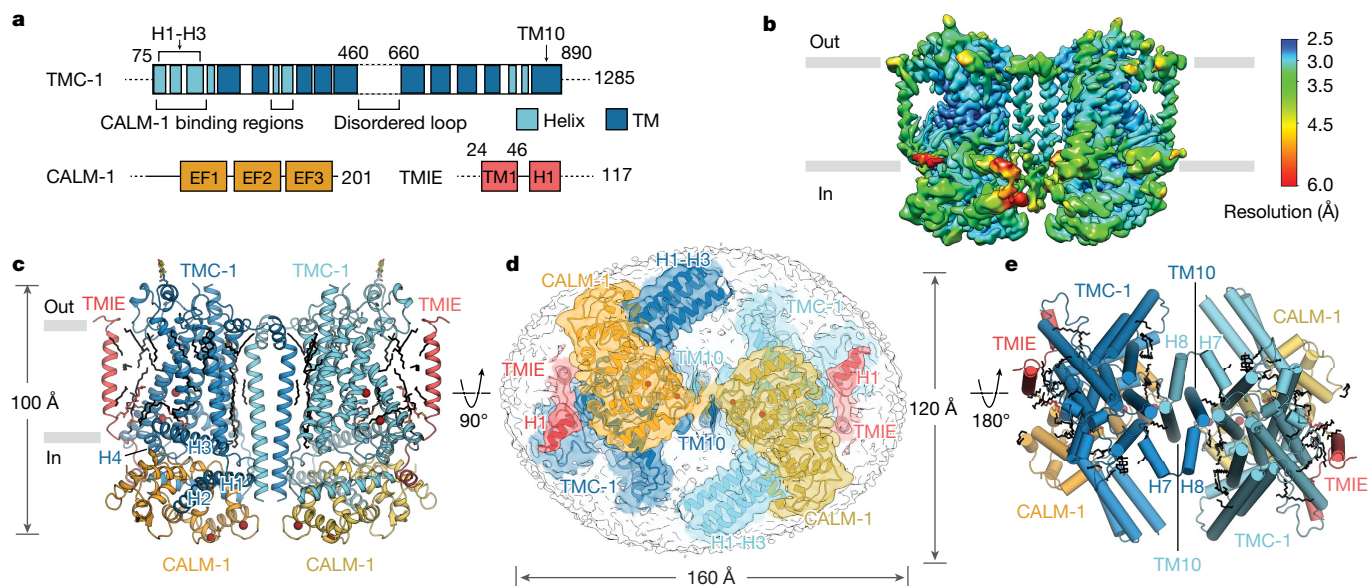 a
H1-H3
TM10
75
460
660
890
TMC-1
1285
CALM-1 binding regions
Disordered loop
Helix
TM
24
46
CALM-1
EF1
EF2
EF3
201
TMIE
TM1
H1
117
b
Out
In
2.5
3.0
3.5
4.5
6.0
Resolution (Å)
c
TMC-1
TMC-1
TMIE
Out
TMIE
100 Å
In
H4
H3
H1
H2
CALM-1
CALM-1
90°
d
H1-H3
CALM-1
TMC-1
TMIE
TM10
H1
H1
TM10
TMIE
TMC-1
CALM-1
H1-H3
160 Å
120 Å
180°
e
TM10
TMC-1
CALM-1
TMIE
H8
H7
H7
H8
CALM-1
TMIE
TMC-1
TM10